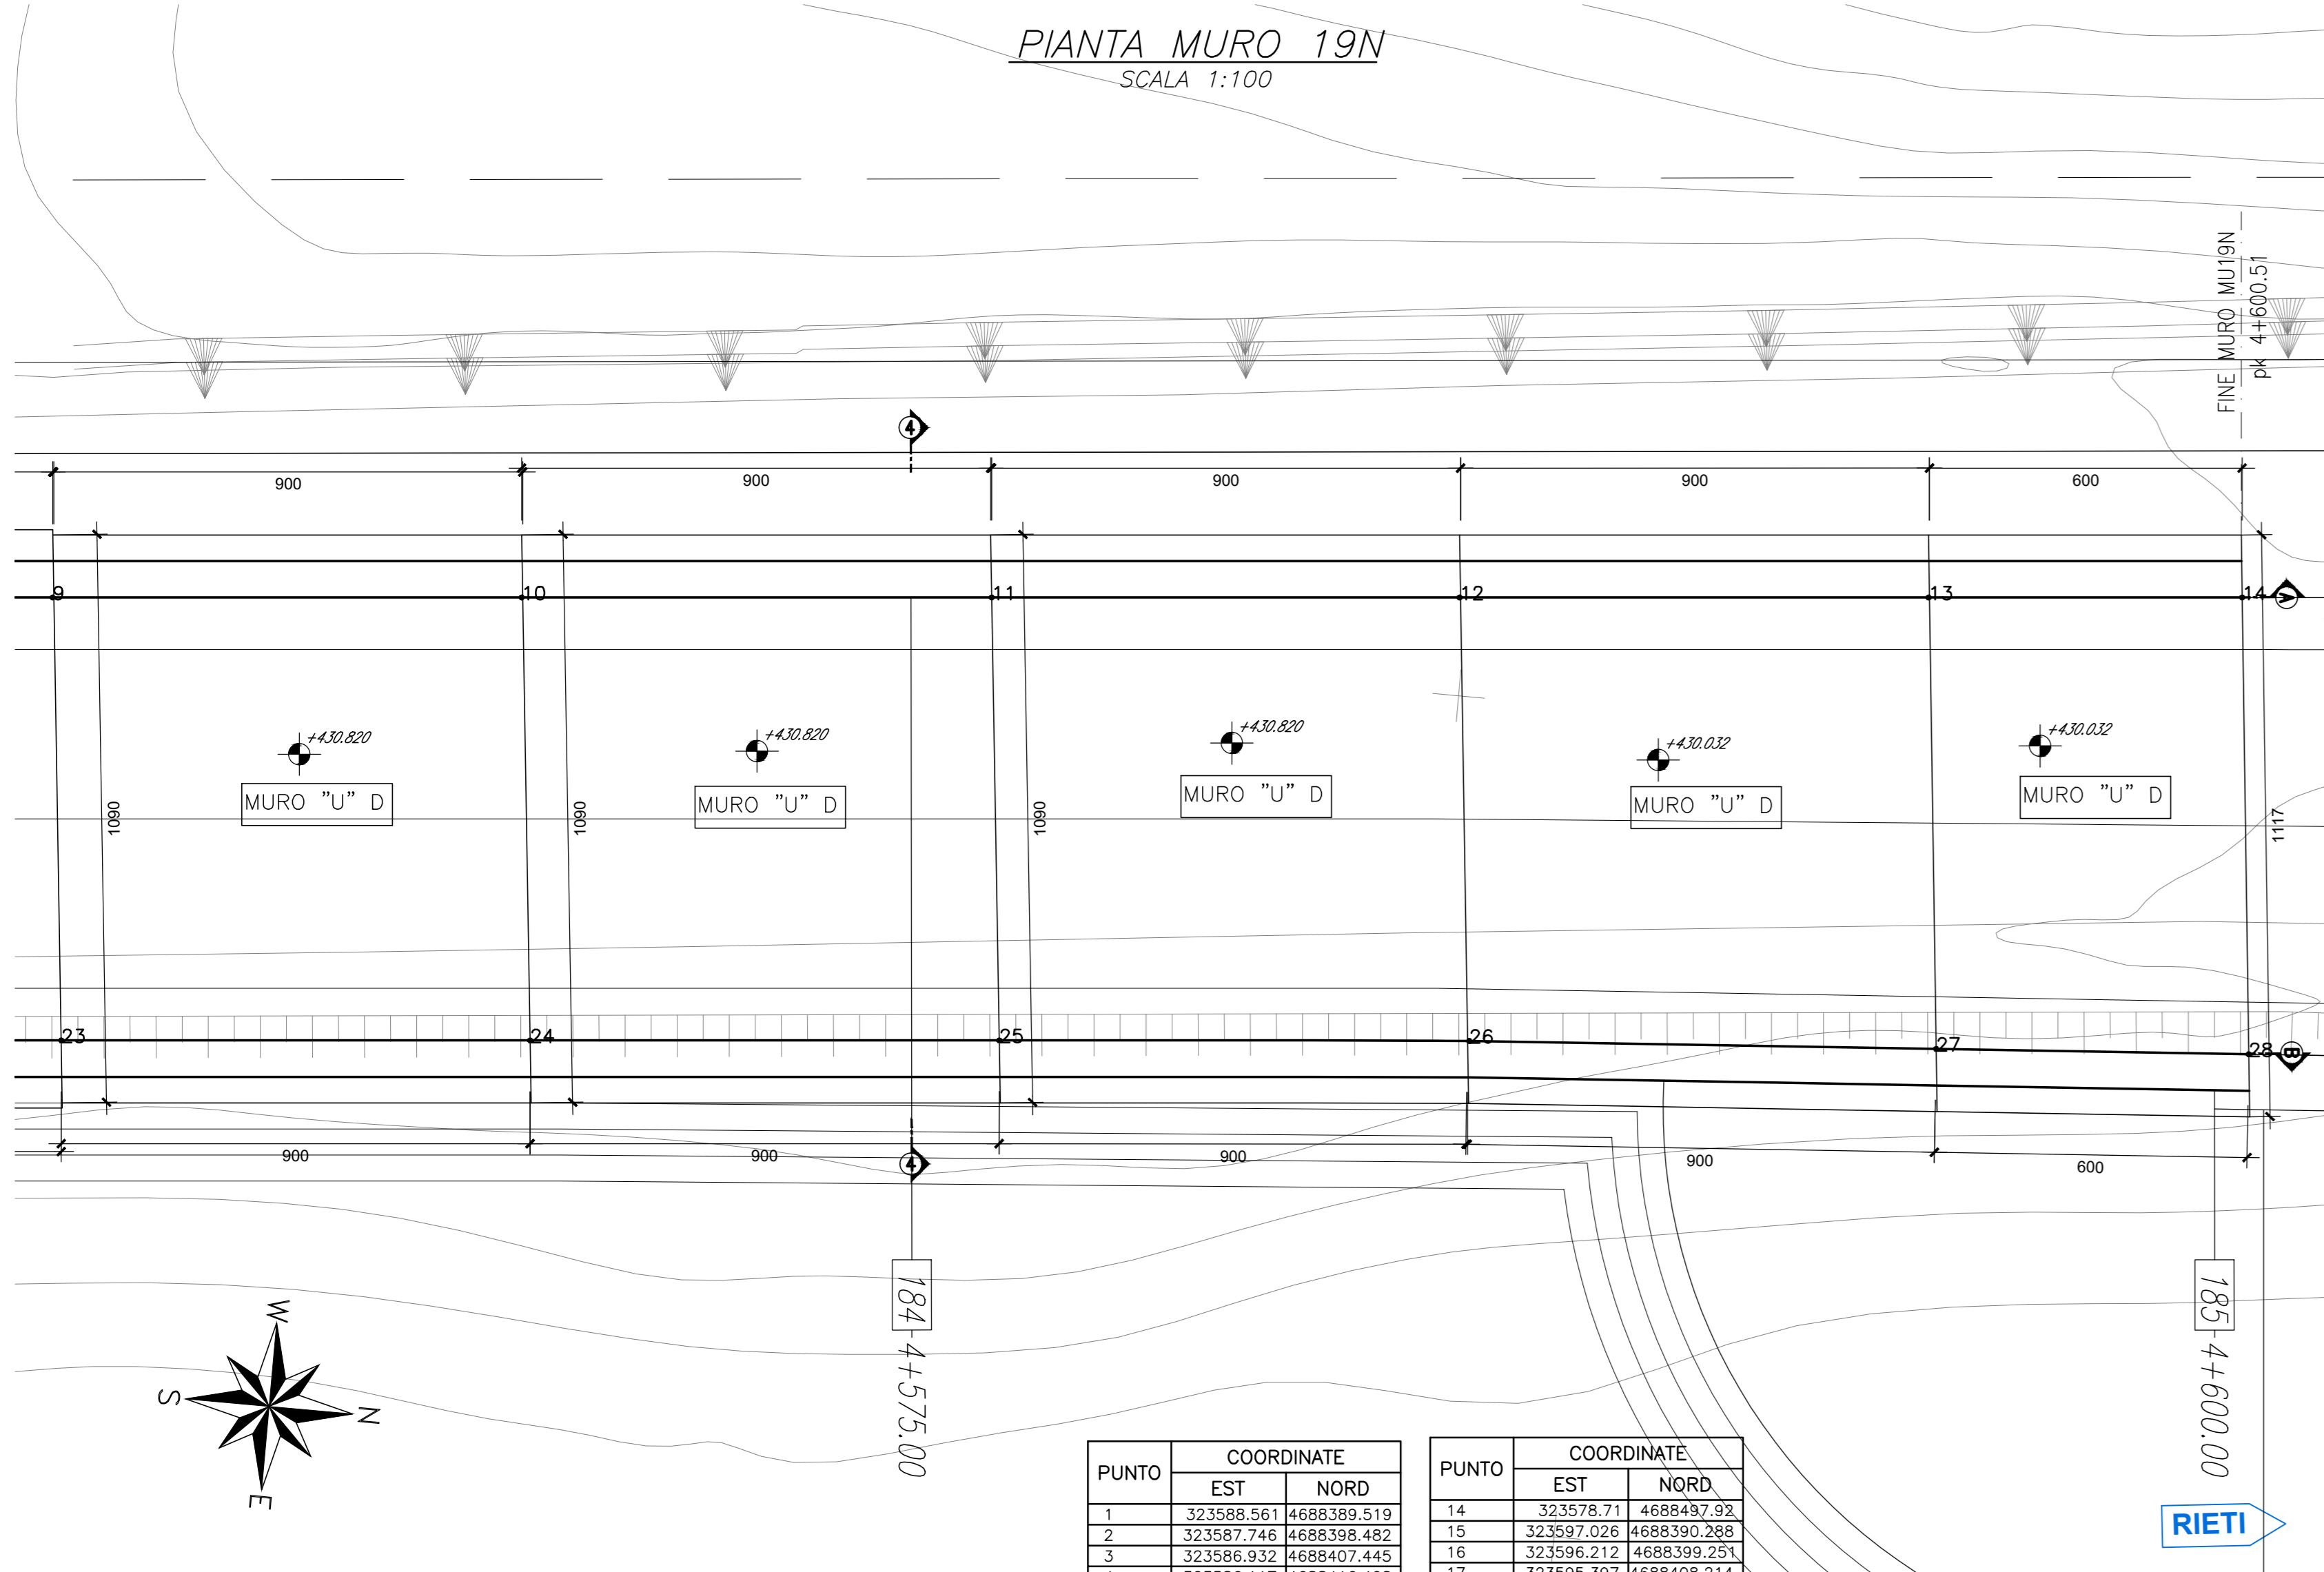 PIANTA MURO 19N
SCALA 1:100
FINE MURO MU19N
pk 4+600.51
4
900 900 900 900 600
9 10 11 12 13 14 A
+430.820 +430.820 +430.820 +430.032 +430.032
MURO "U" D MURO "U" D MURO "U" D MURO "U" D MURO "U" D
1090 1090 1090 1117
23 24 25 26 27 28 B
900 900 900 900 600
4
184 4+575.00
185 4+600.00
W
S N
E
PUNTO COORDINATE
EST NORD
1 323588.561 4688389.519
2 323587.746 4688398.482
3 323586.932 4688407.445
PUNTO COORDINATE
EST NORD
14 323578.71 4688497.92
15 323597.026 4688390.288
16 323596.212 4688399.251
17 323595.397 4688408.214
RIETI